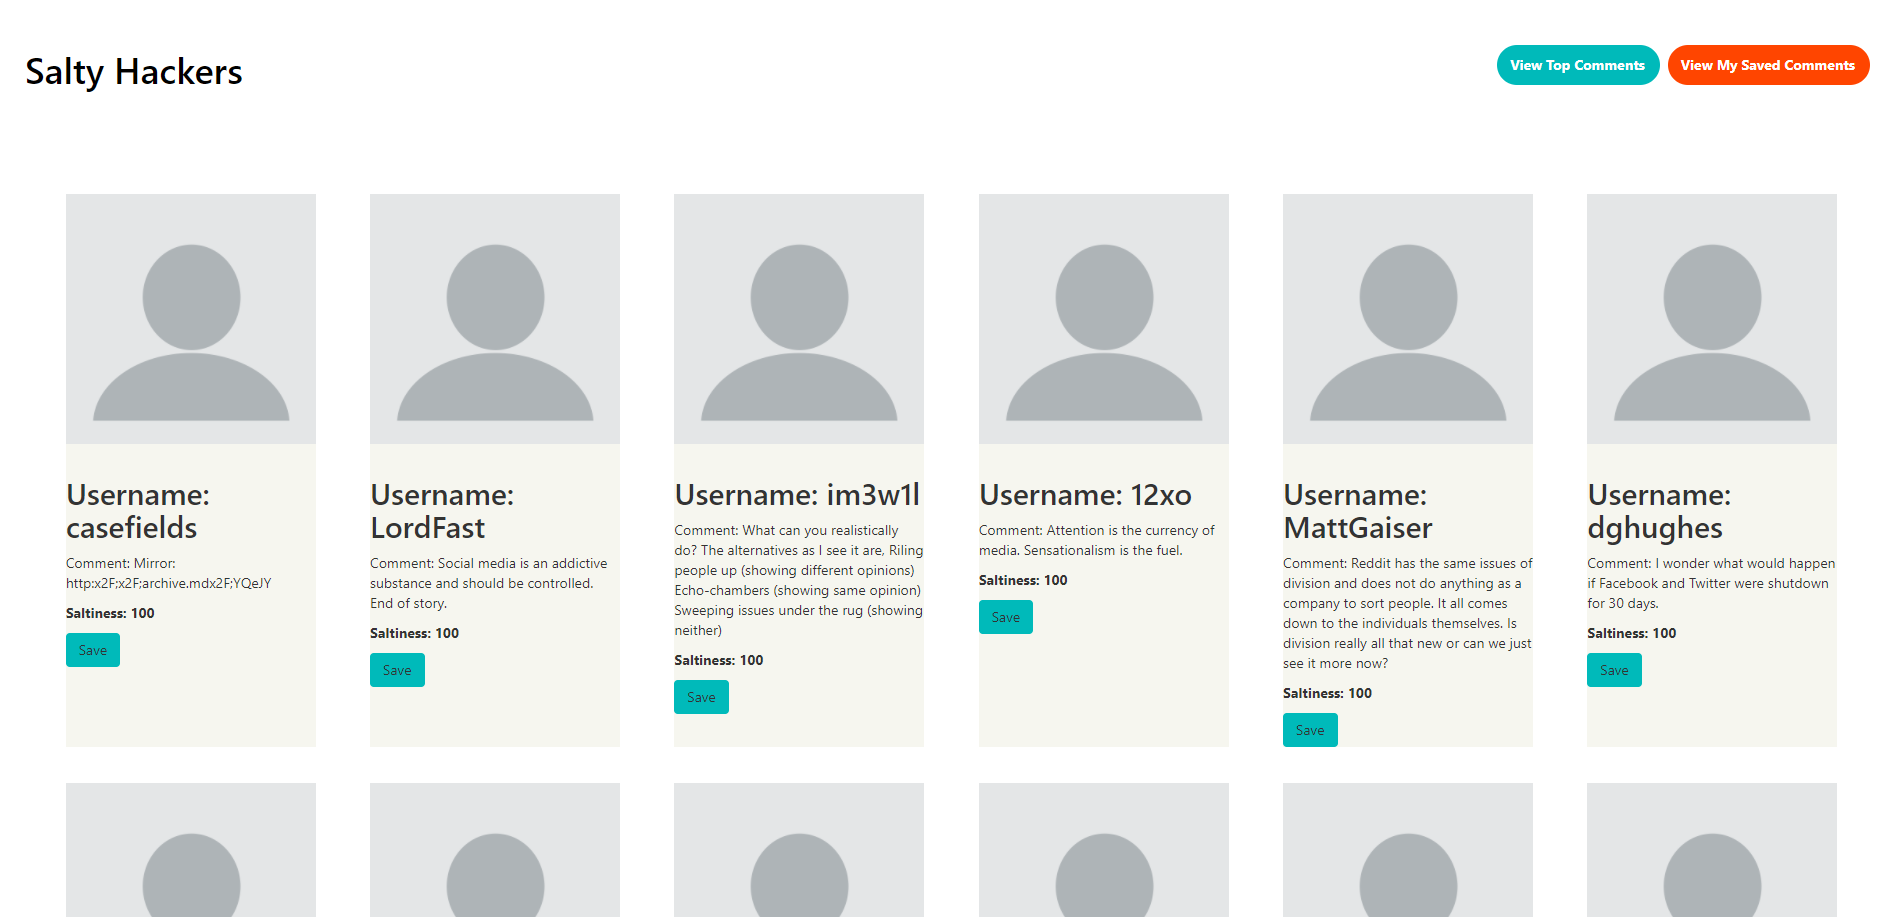 Salty Hackers
View Top Comments
View My Saved Comments
Username:
casefields
Comment: Mirror:
http:x2F;x2F;archive.mdx2F;YQeJY
Saltiness: 100
Save
Username:
LordFast
Comment: Social media is an addictive
substance and should be controlled.
End of story.
Saltiness: 100
Save
Username: im3w1l
Comment: What can you realistically
do? The alternatives as I see it are, Riling
people up (showing different opinions)
Echo-chambers (showing same opinion)
Sweeping issues under the rug (showing
neither)
Saltiness: 100
Save
Username: 12xo
Comment: Attention is the currency of
media. Sensationalism is the fuel.
Saltiness: 100
Save
Username:
MattGaiser
Comment: Reddit has the same issues of
division and does not do anything as a
company to sort people. It all comes
down to the individuals themselves. Is
division really all that new or can we just
see it more now?
Saltiness: 100
Save
Username:
dghughes
Comment: I wonder what would happen
if Facebook and Twitter were shutdown
for 30 days.
Saltiness: 100
Save